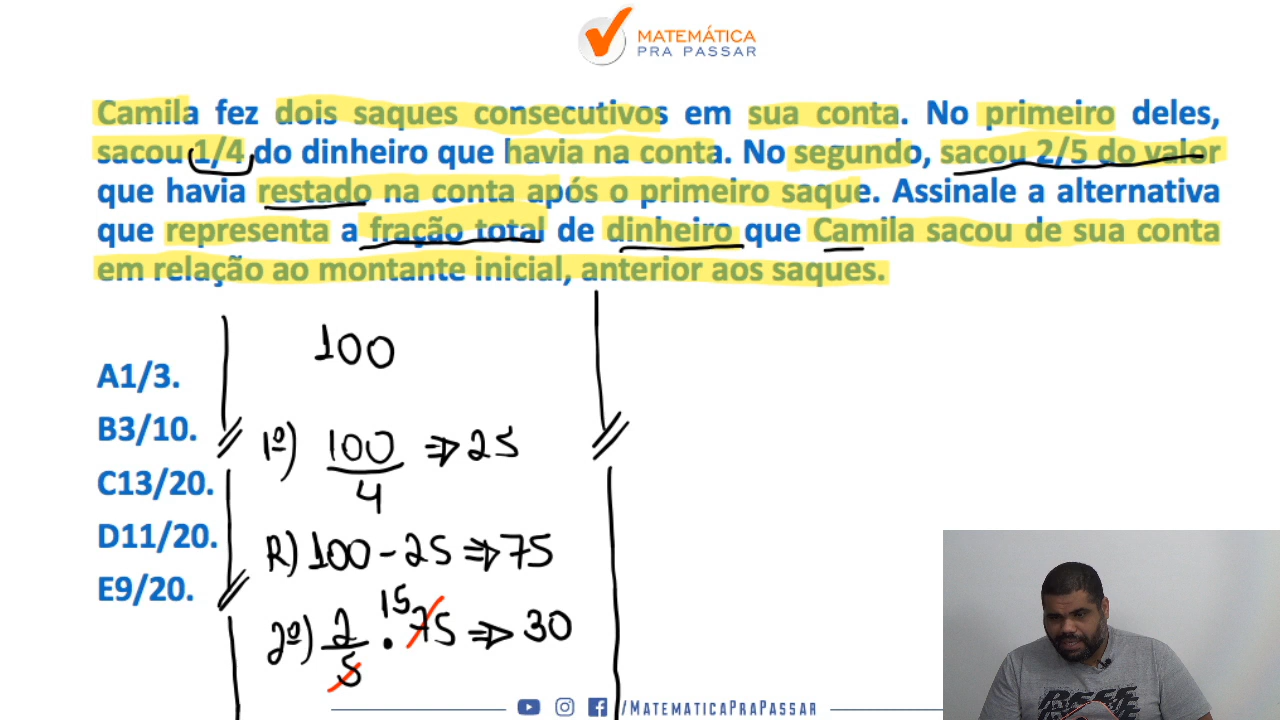 MATEMÁTICA
PRA PASSAR
Camila fez dois saques consecutivos em sua conta. No primeiro deles,
sacou 1/4 do dinheiro que havia na conta. No segundo, sacou 2/5 do valor
que havia restado na conta após o primeiro saque. Assinale a alternativa
que representa a fração total de dinheiro que Camila sacou de sua conta
em relação ao montante inicial, anterior aos saques.
A1/3.
B3/10.
C13/20.
D11/20.
E9/20.
100
1º) 100/4 ⇒ 25
R) 100 - 25 ⇒ 75
2º) 2/5 . 75 15 ⇒ 30
/MATEMATICAPRAPASSAR